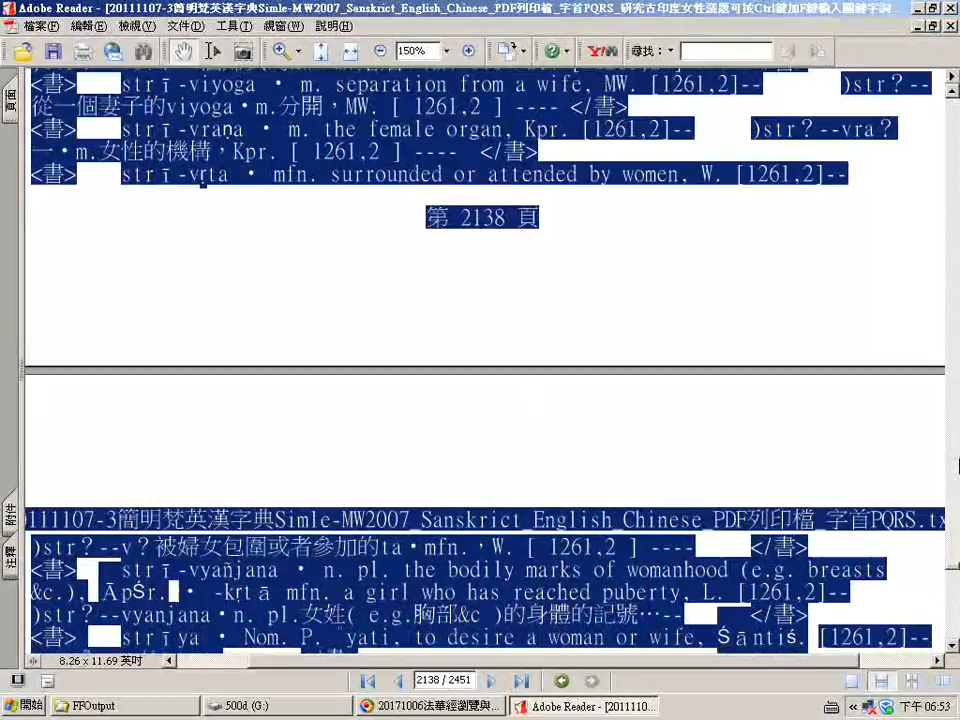 Adobe Reader - [20111107-3簡明梵英漢字典Simle-MW2007_Sanskrict_English_Chinese_PDF列印檔_字首PQRS_研究古印度女性議題可按Ctrl鍵加F鍵輸入關鍵字詞...
檔案(F) 編輯(E) 檢視(V) 文件(D) 工具(T) 視窗(W) 說明(H)
150% Y! 尋找:
頁面
<書> strī-viyoga ‧ m. separation from a wife, MW. [1261,2]-- )str？--
從一個妻子的viyoga‧m.分開，MW. [ 1261,2 ] ---- </書>
<書> strī-vraṇa ‧ m. the female organ, Kpr. [1261,2]-- )str？--vra？
一‧m.女性的機構，Kpr. [ 1261,2 ] ---- </書>
<書> strī-vṛta ‧ mfn. surrounded or attended by women, W. [1261,2]--
第 2138 頁
111107-3簡明梵英漢字典Simle-MW2007_Sanskrict_English_Chinese_PDF列印檔_字首PQRS.tx
)str？--v？被婦女包圍或者參加的ta‧mfn.，W. [ 1261,2 ] ---- </書>
<書> strī-vyañjana ‧ n. pl. the bodily marks of womanhood (e.g. breasts
&c.), ĀpŚr. ‧ -kṛtā mfn. a girl who has reached puberty, L. [1261,2]--
)str？--vyanjana‧n. pl.女姓( e.g.胸部&c )的身體的記號…-- </書>
<書> strīya ‧ Nom. P. °yati, to desire a woman or wife, Śāntiś. [1261,2]--
附件
注釋
8.26 x 11.69 英吋
2138 / 2451
開始 FFOutput 500d (G:) 20171006法華經瀏覽與... Adobe Reader - [2011110... 下午 06:53